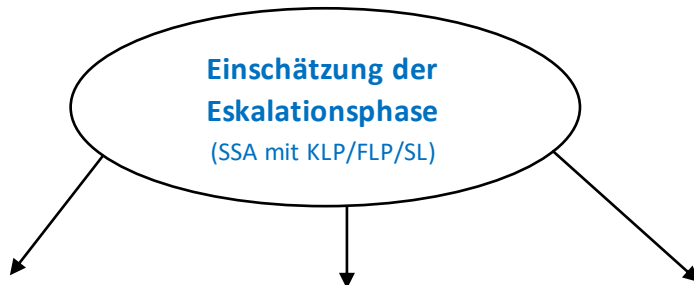 Einschätzung der
Eskalationsphase
(SSA mit KLP/FLP/SL)